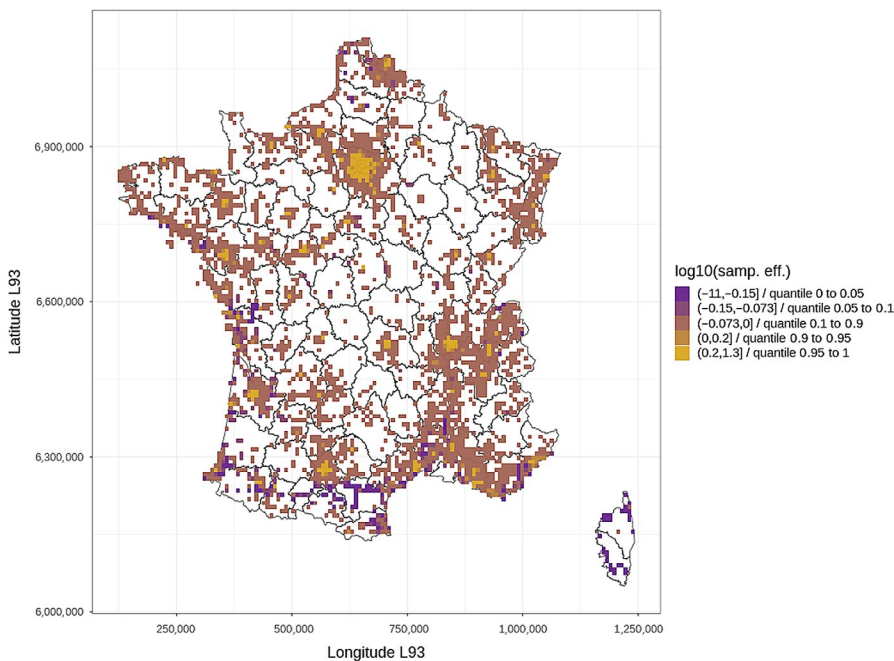 6,900,000
6,600,000
6,300,000
6,000,000
Latitude L93
250,000 500,000 750,000 1,000,000 1,250,000
Longitude L93
log10(samp. eff.)
(−11,−0.15] / quantile 0 to 0.05
(−0.15,−0.073] / quantile 0.05 to 0.1
(−0.073,0] / quantile 0.1 to 0.9
(0,0.2] / quantile 0.9 to 0.95
(0.2,1.3] / quantile 0.95 to 1